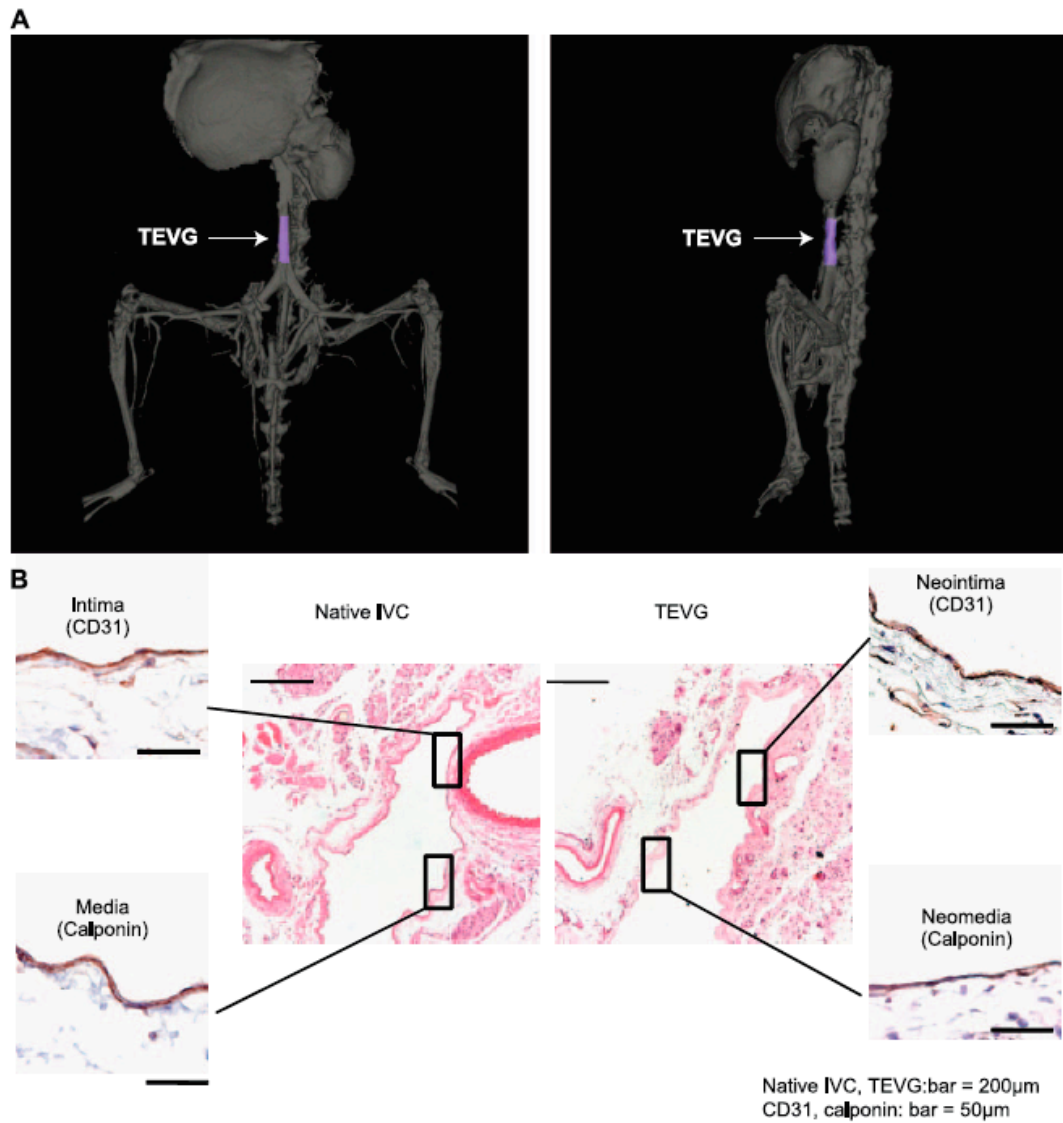 A
TEVG
TEVG
B
Intima
(CD31)
Native IVC
TEVG
Neointima
(CD31)
Media
(Calponin)
Neomedia
(Calponin)
Native IVC, TEVG:bar = 200µm
CD31, calponin: bar = 50µm